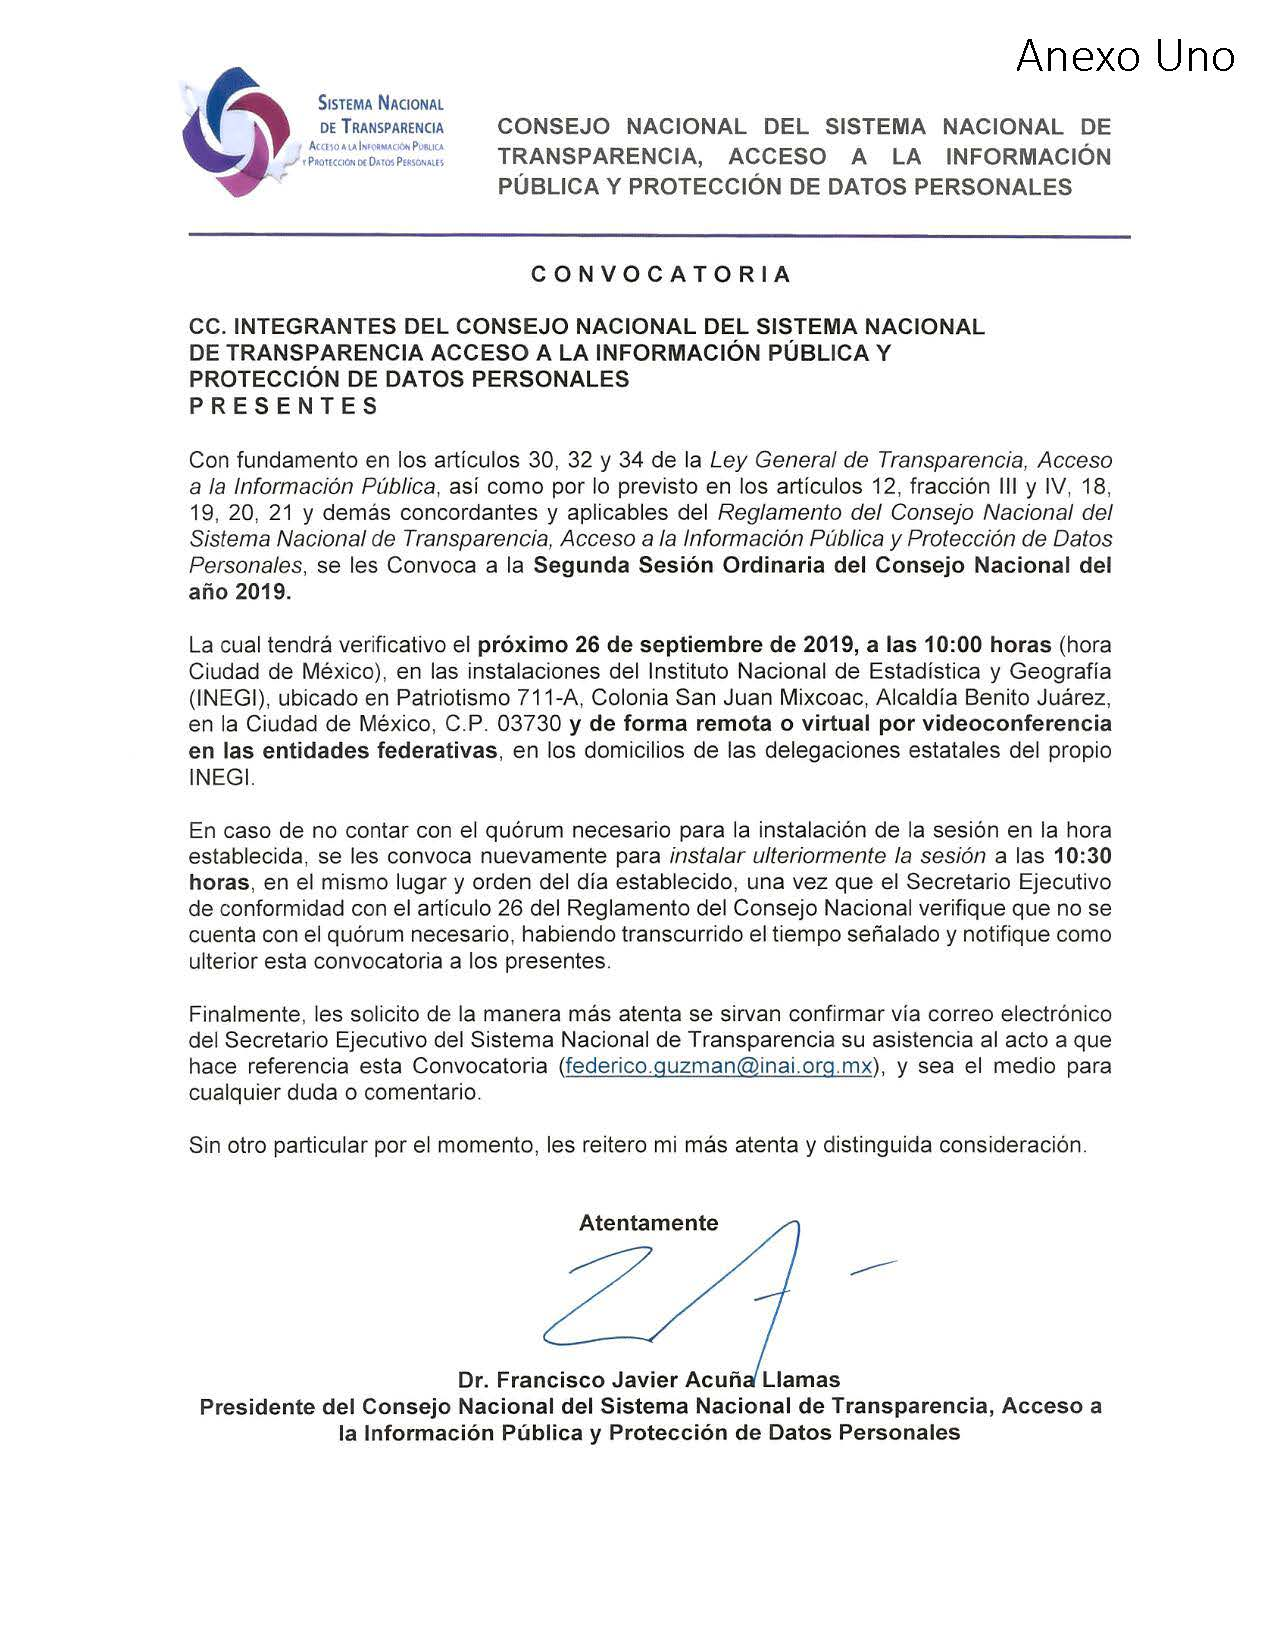 Anexo Uno
SISTEMA NACIONAL
DE TRANSPARENCIA
ACCESO A LA INFORMACIÓN PÚBLICA
Y PROTECCIÓN DE DATOS PERSONALES
CONSEJO NACIONAL DEL SISTEMA NACIONAL DE
TRANSPARENCIA, ACCESO A LA INFORMACIÓN
PÚBLICA Y PROTECCIÓN DE DATOS PERSONALES
C O N V O C A T O R I A
CC. INTEGRANTES DEL CONSEJO NACIONAL DEL SISTEMA NACIONAL
DE TRANSPARENCIA ACCESO A LA INFORMACIÓN PÚBLICA Y
PROTECCIÓN DE DATOS PERSONALES
P R E S E N T E S
Con fundamento en los artículos 30, 32 y 34 de la Ley General de Transparencia, Acceso
a la Información Pública, así como por lo previsto en los artículos 12, fracción III y IV, 18,
19, 20, 21 y demás concordantes y aplicables del Reglamento del Consejo Nacional del
Sistema Nacional de Transparencia, Acceso a la Información Pública y Protección de Datos
Personales, se les Convoca a la Segunda Sesión Ordinaria del Consejo Nacional del
año 2019.
La cual tendrá verificativo el próximo 26 de septiembre de 2019, a las 10:00 horas (hora
Ciudad de México), en las instalaciones del Instituto Nacional de Estadística y Geografía
(INEGI), ubicado en Patriotismo 711-A, Colonia San Juan Mixcoac, Alcaldía Benito Juárez,
en la Ciudad de México, C.P. 03730 y de forma remota o virtual por videoconferencia
en las entidades federativas, en los domicilios de las delegaciones estatales del propio
INEGI.
En caso de no contar con el quórum necesario para la instalación de la sesión en la hora
establecida, se les convoca nuevamente para instalar ulteriormente la sesión a las 10:30
horas, en el mismo lugar y orden del día establecido, una vez que el Secretario Ejecutivo
de conformidad con el artículo 26 del Reglamento del Consejo Nacional verifique que no se
cuenta con el quórum necesario, habiendo transcurrido el tiempo señalado y notifique como
ulterior esta convocatoria a los presentes.
Finalmente, les solicito de la manera más atenta se sirvan confirmar vía correo electrónico
del Secretario Ejecutivo del Sistema Nacional de Transparencia su asistencia al acto a que
hace referencia esta Convocatoria (federico.guzman@inai.org.mx), y sea el medio para
cualquier duda o comentario.
Sin otro particular por el momento, les reitero mi más atenta y distinguida consideración.
Atentamente
Dr. Francisco Javier Acuña Llamas
Presidente del Consejo Nacional del Sistema Nacional de Transparencia, Acceso a
la Información Pública y Protección de Datos Personales